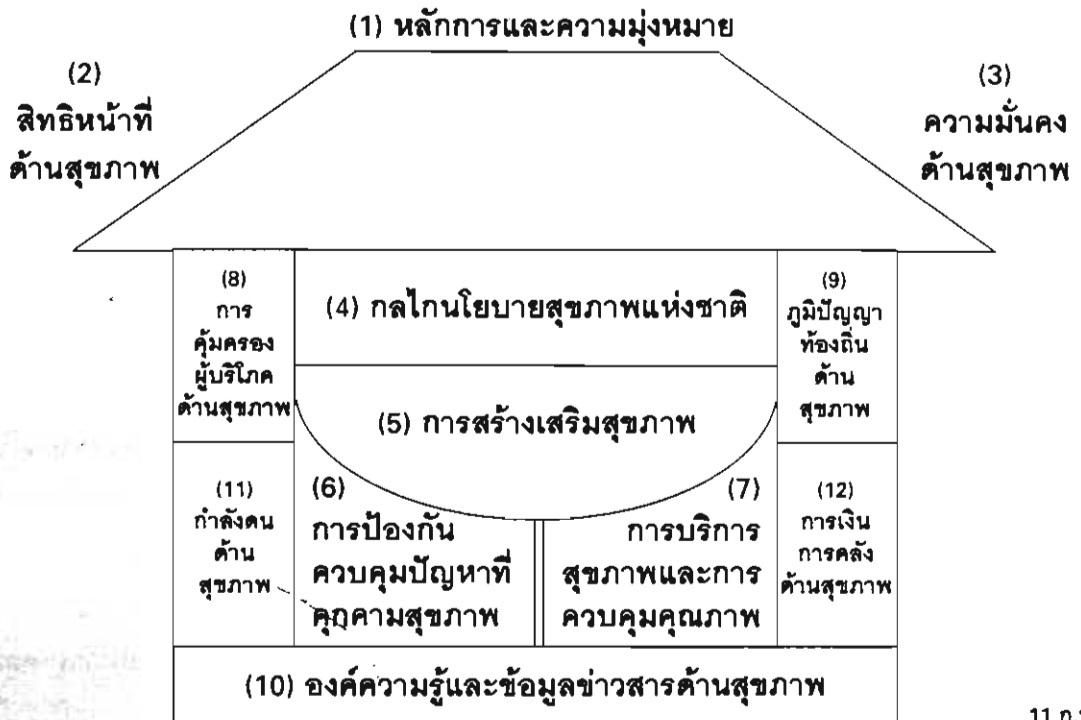 (1) หลักการและความมุ่งหมาย
(2)
สิทธิหน้าที่
ด้านสุขภาพ
(3)
ความมั่นคง
ด้านสุขภาพ
(4) กลไกนโยบายสุขภาพแห่งชาติ
(8)
การ
คุ้มครอง
ผู้บริโภค
ด้านสุขภาพ
(9)
ภูมิปัญญา
ท้องถิ่น
ด้าน
สุขภาพ
(5) การสร้างเสริมสุขภาพ
(11)
กำลังคน
ด้าน
สุขภาพ
(6)
การป้องกัน
ควบคุมปัญหาที่
คุกคามสุขภาพ
(7)
การบริการ
สุขภาพและการ
ควบคุมคุณภาพ
(12)
การเงิน
การคลัง
ด้านสุขภาพ
(10) องค์ความรู้และข้อมูลข่าวสารด้านสุขภาพ
11